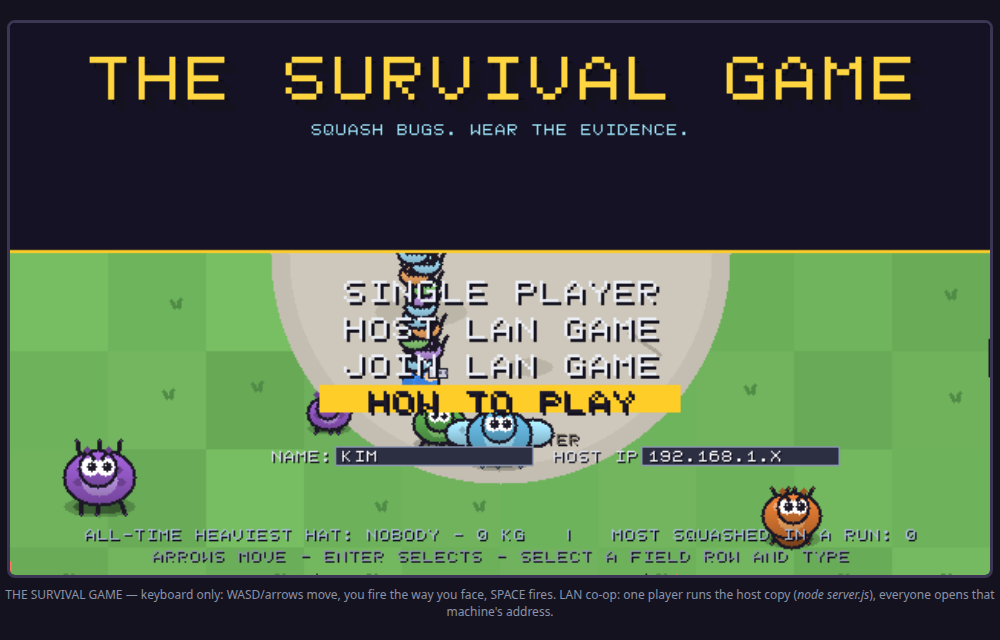 THE SURVIVAL GAME
SQUASH BUGS. WEAR THE EVIDENCE.
SINGLE PLAYER
HOST LAN GAME
JOIN LAN GAME
HOW TO PLAY
NAME: KIM HOST IP 192.168.1.X
ALL-TIME HEAVIEST HAT: NOBODY - 0 KG | MOST SQUASHED IN A RUN: 0
ARROWS MOVE - ENTER SELECTS - SELECT A FIELD ROW AND TYPE
THE SURVIVAL GAME — keyboard only: WASD/arrows move, you fire the way you face, SPACE fires. LAN co-op: one player runs the host copy (node server.js), everyone opens that
machine's address.